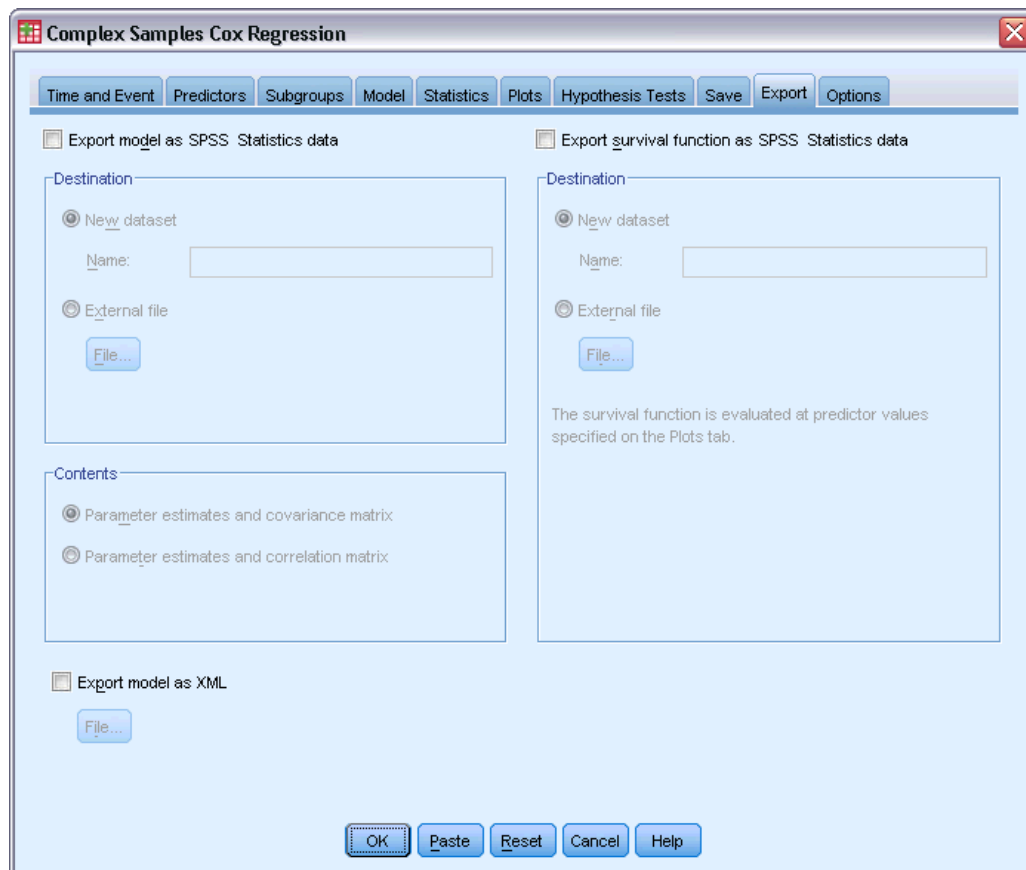 Complex Samples Cox Regression
Time and Event Predictors Subgroups Model Statistics Plots Hypothesis Tests Save Export Options
Export model as SPSS Statistics data
Destination
New dataset
Name:
External file
File...
Contents
Parameter estimates and covariance matrix
Parameter estimates and correlation matrix
Export model as XML
File...
Export survival function as SPSS Statistics data
Destination
New dataset
Name:
External file
File...
The survival function is evaluated at predictor values
specified on the Plots tab.
OK Paste Reset Cancel Help